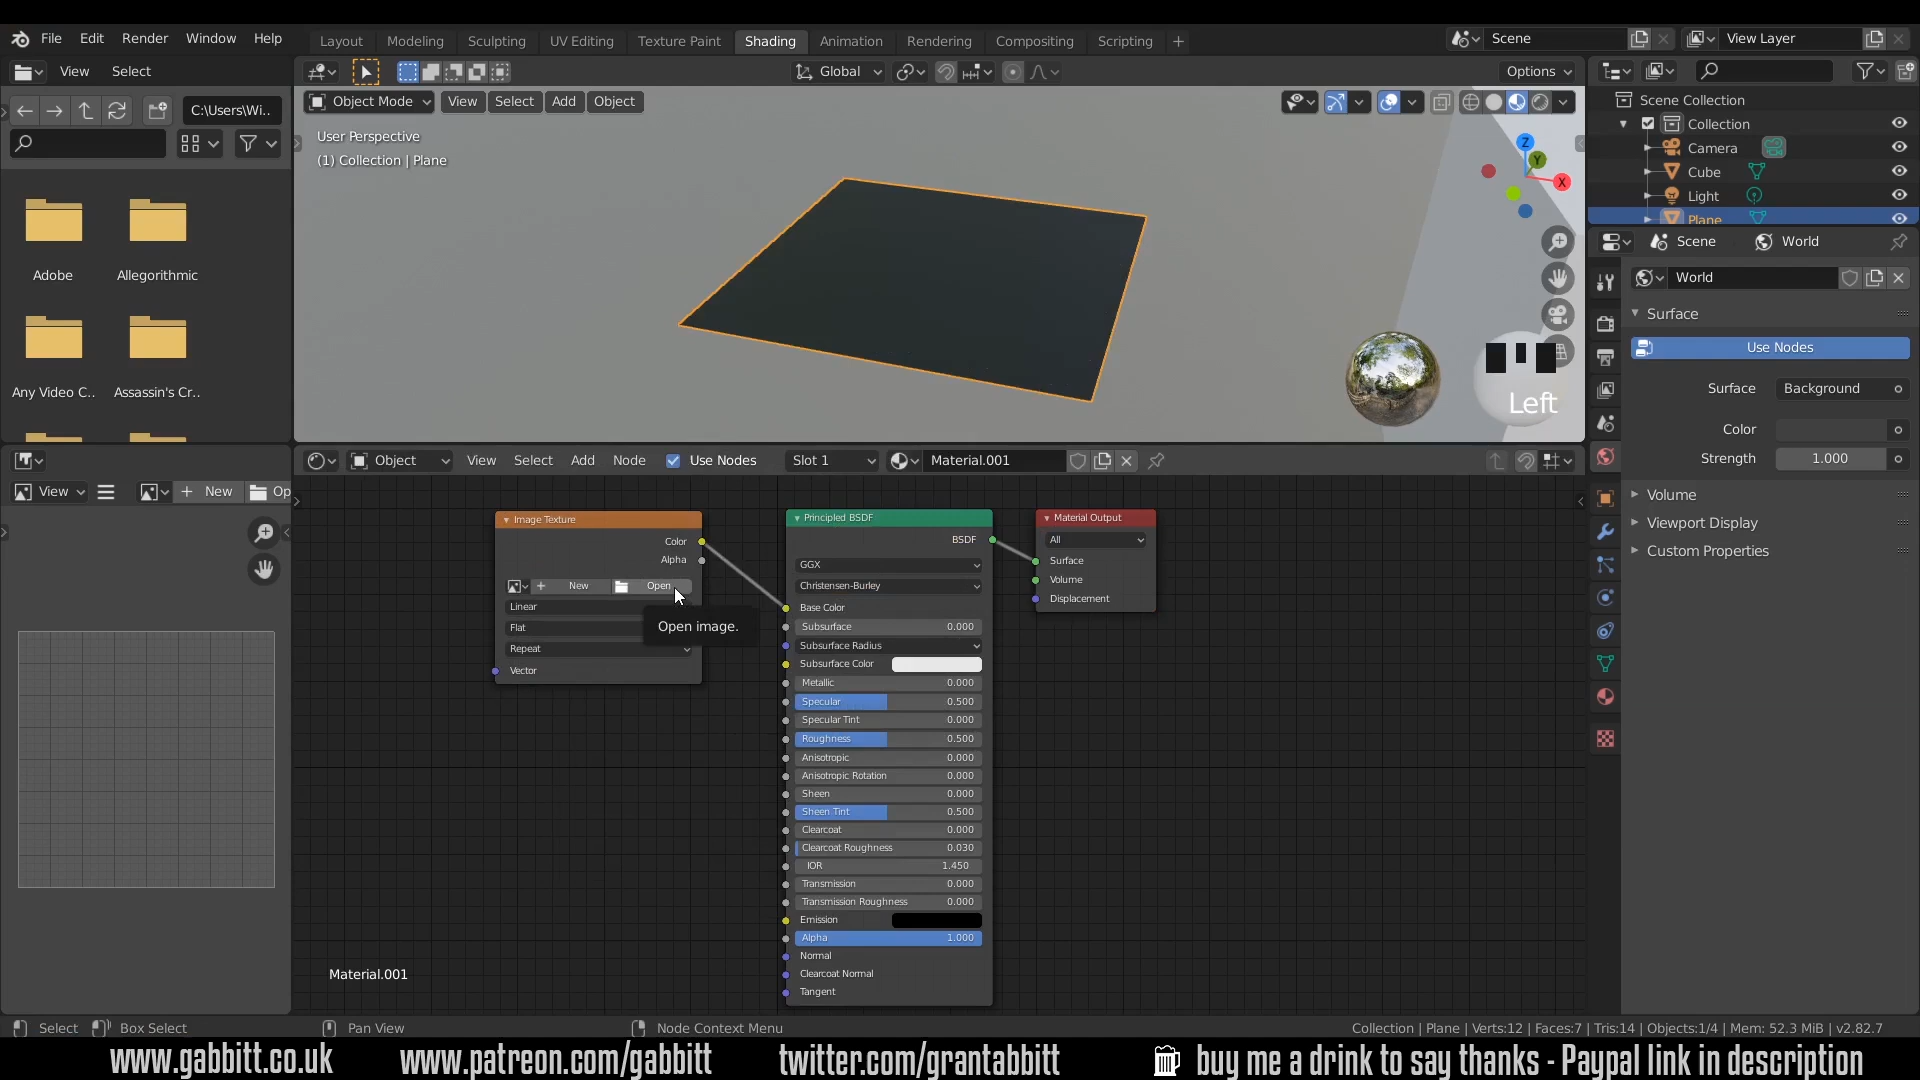 File Edit Render Window Help
Layout Modeling Sculpting UV Editing Texture Paint Shading Animation Rendering Compositing Scripting +
Scene
View Layer
View Select
Global
Options
C:\Users\Wi..
Object Mode View Select Add Object
User Perspective
(1) Collection | Plane
Z
Y
X
Left
Adobe
Allegorithmic
Any Video C..
Assassin's Cr..
Scene Collection
Collection
Camera
Cube
Light
Plane
Scene World
World
Surface
Use Nodes
Surface Background
Color
Strength 1.000
Volume
Viewport Display
Custom Properties
View + New Op
Object View Select Add Node Use Nodes Slot 1 Material.001
Image Texture
Color
Alpha
+ New Open
Linear
Open image.
Flat
Repeat
Vector
Principled BSDF
BSDF
GGX
Christensen-Burley
Base Color
Subsurface 0.000
Subsurface Radius
Subsurface Color
Metallic 0.000
Specular 0.500
Specular Tint 0.000
Roughness 0.500
Anisotropic 0.000
Anisotropic Rotation 0.000
Sheen 0.000
Sheen Tint 0.500
Clearcoat 0.000
Clearcoat Roughness 0.030
IOR 1.450
Transmission 0.000
Transmission Roughness 0.000
Emission
Alpha 1.000
Normal
Clearcoat Normal
Tangent
Material Output
All
Surface
Volume
Displacement
Material.001
Select Box Select Pan View Node Context Menu
Collection | Plane | Verts:12 | Faces:7 | Tris:14 | Objects:1/4 | Mem: 52.3 MiB | v2.82.7
www.gabbitt.co.uk www.patreon.com/gabbitt twitter.com/grantabbitt buy me a drink to say thanks - Paypal link in description